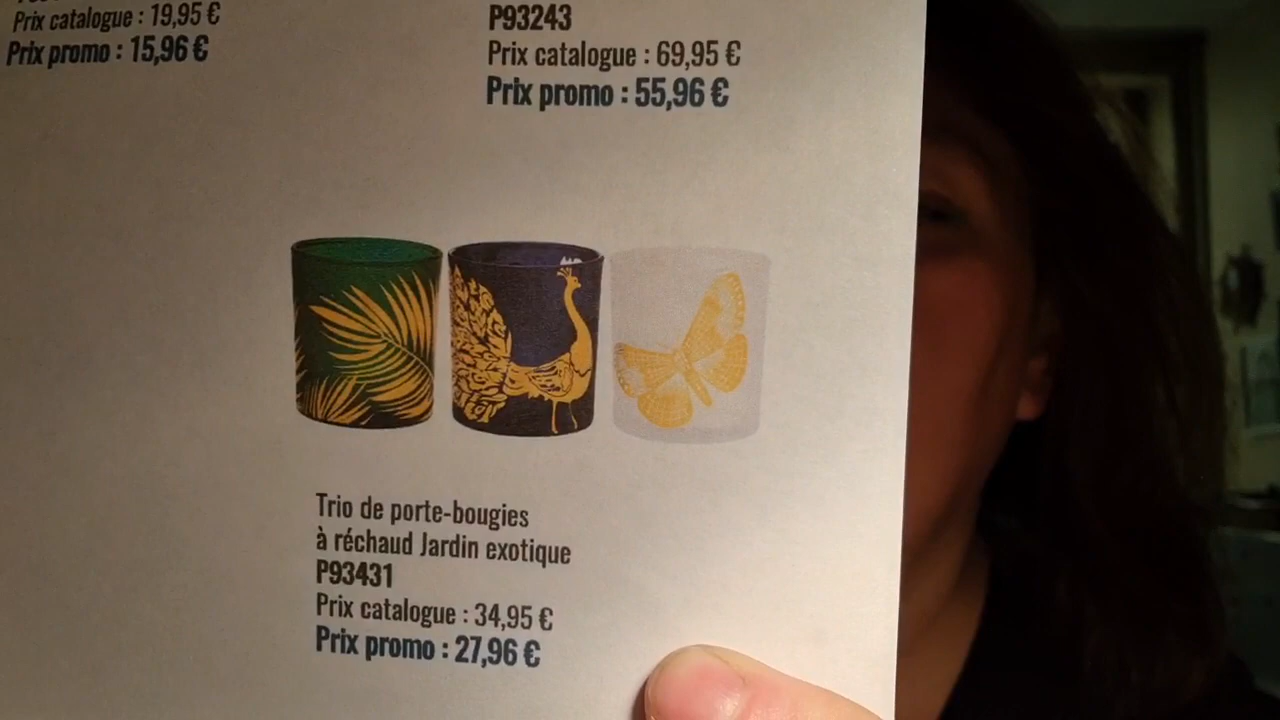 Prix catalogue : 19,95 €
Prix promo : 15,96 €
P93243
Prix catalogue : 69,95 €
Prix promo : 55,96 €
Trio de porte-bougies
à réchaud Jardin exotique
P93431
Prix catalogue : 34,95 €
Prix promo : 27,96 €